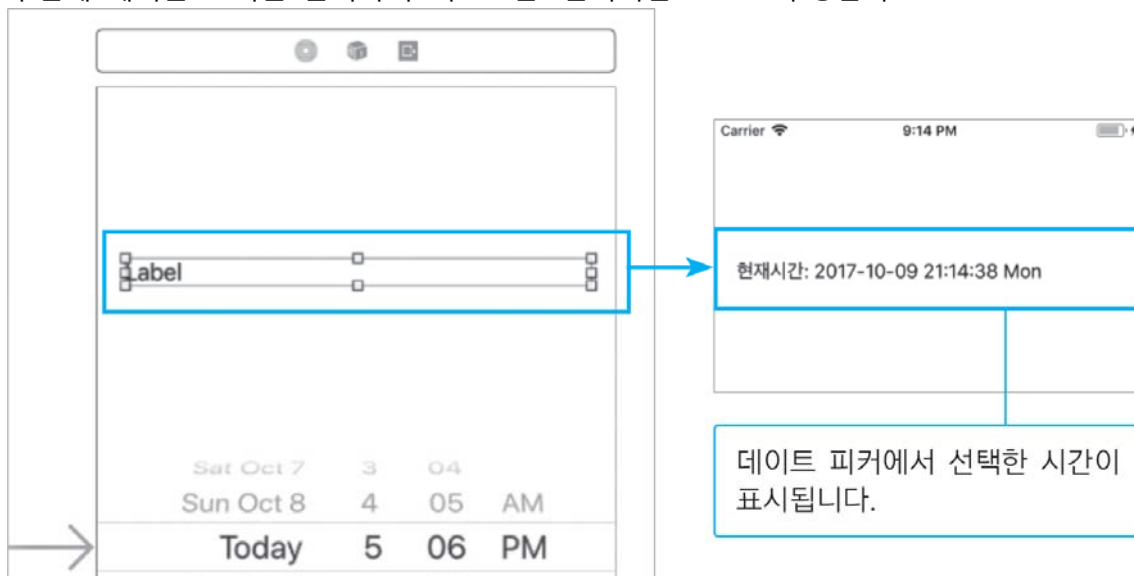 Label
Sat Oct 7 3 04
Sun Oct 8 4 05 AM
Today 5 06 PM
Carrier 9:14 PM
현재시간: 2017-10-09 21:14:38 Mon
데이트 피커에서 선택한 시간이
표시됩니다.